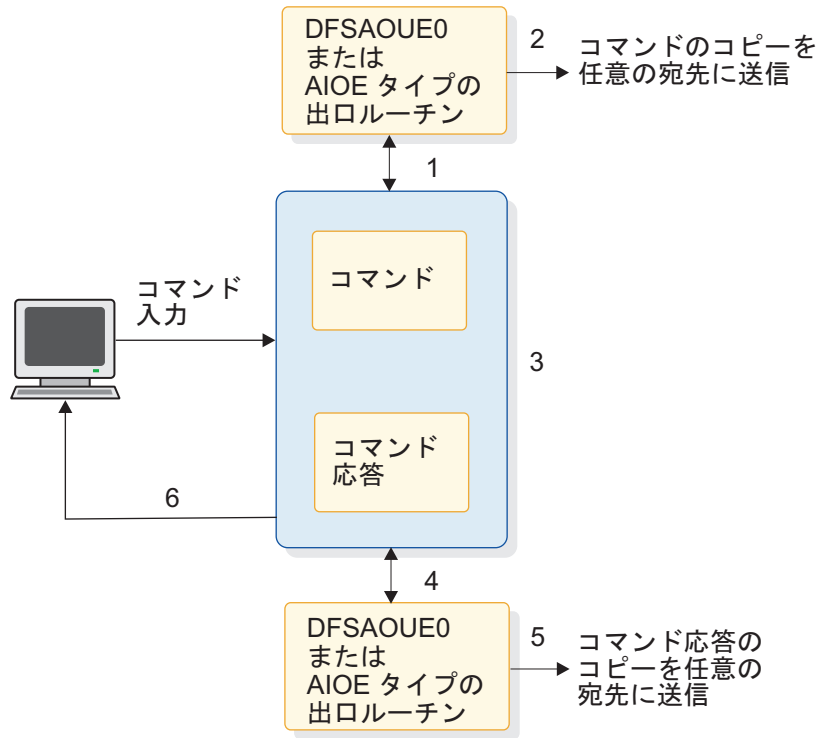 DFSAOUE0
または
AIOE タイプの
出口ルーチン
2
コマンドのコピーを
任意の宛先に送信
1
コマンド
入力
コマンド
3
コマンド
応答
6
4
DFSAOUE0
または
AIOE タイプの
出口ルーチン
5
コマンド応答の
コピーを任意の
宛先に送信